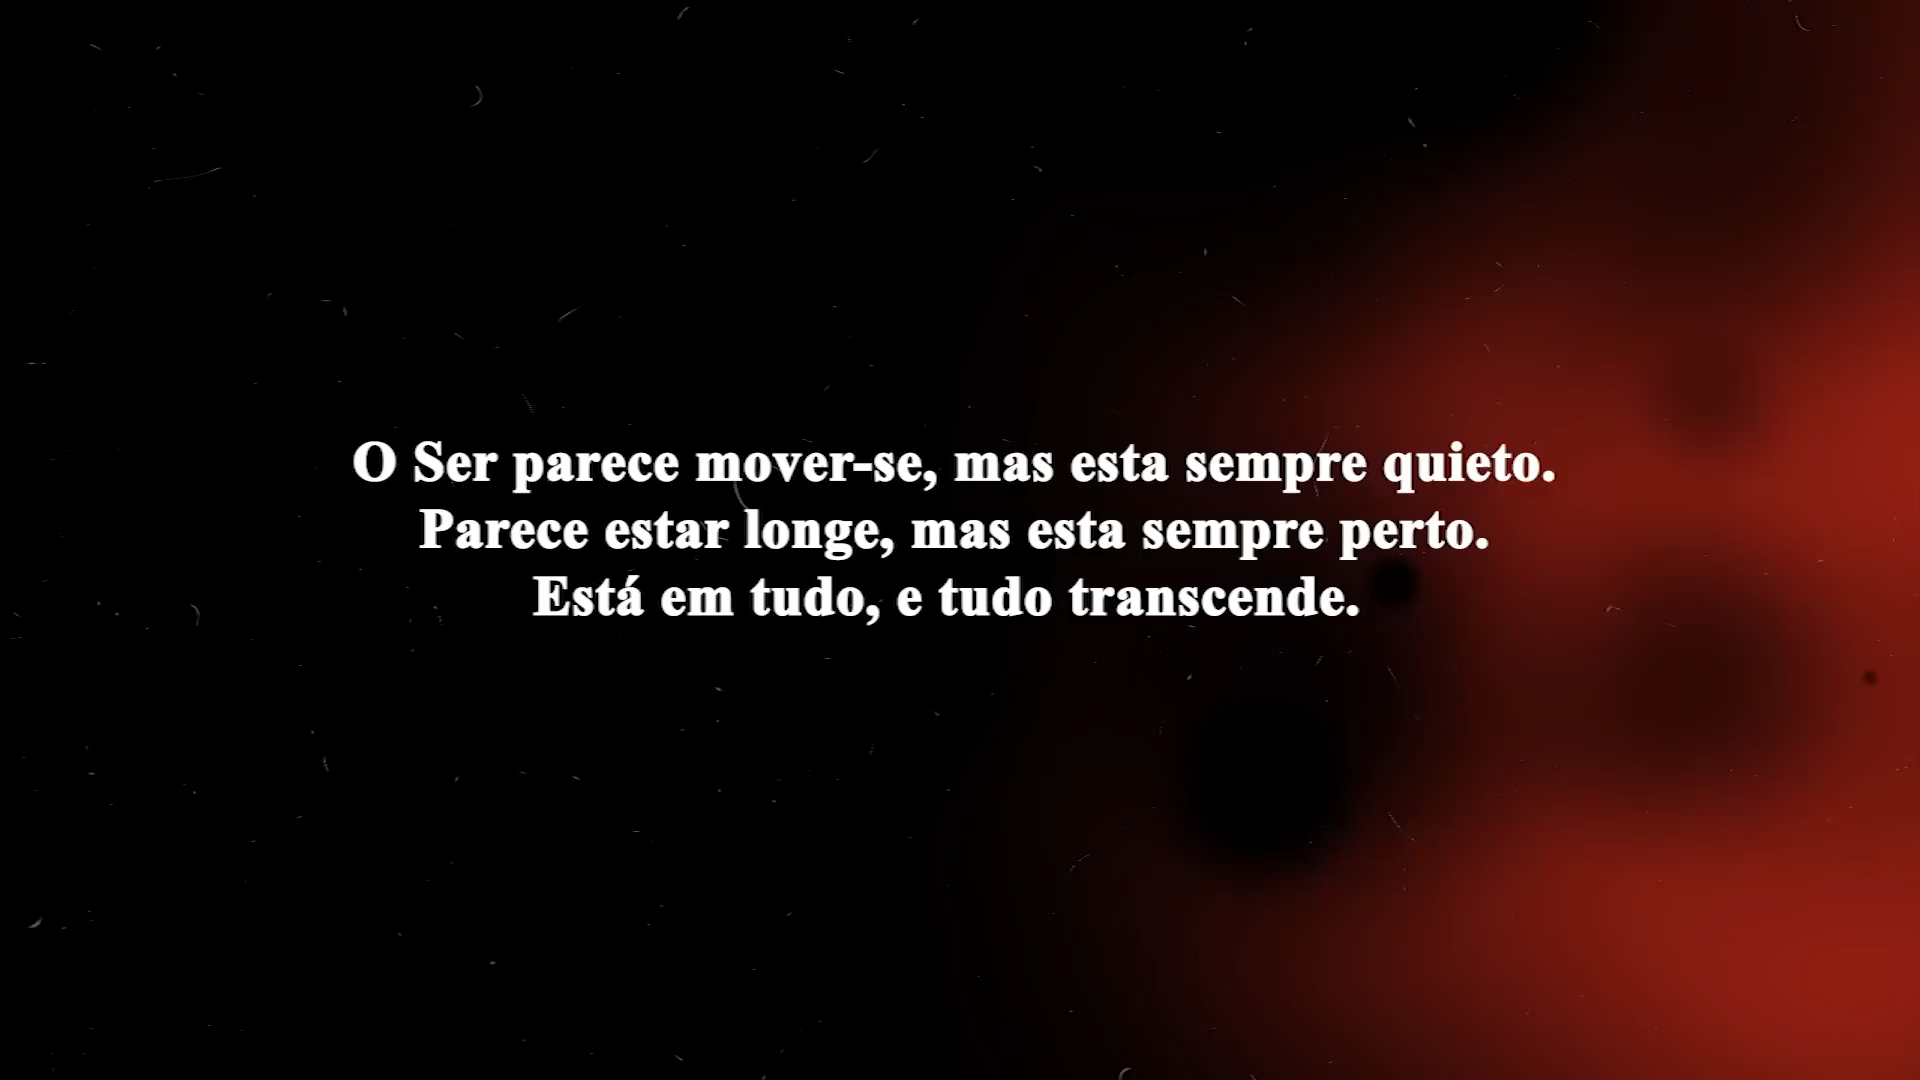 O Ser parece mover-se, mas esta sempre quieto.
Parece estar longe, mas esta sempre perto.
Está em tudo, e tudo transcende.